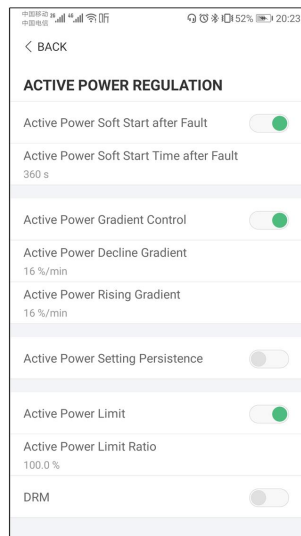 中国移动
中国电信
52%
20:23
BACK
ACTIVE POWER REGULATION
Active Power Soft Start after Fault
Active Power Soft Start Time after Fault
360 s
Active Power Gradient Control
Active Power Decline Gradient
16 %/min
Active Power Rising Gradient
16 %/min
Active Power Setting Persistence
Active Power Limit
Active Power Limit Ratio
100.0 %
DRM